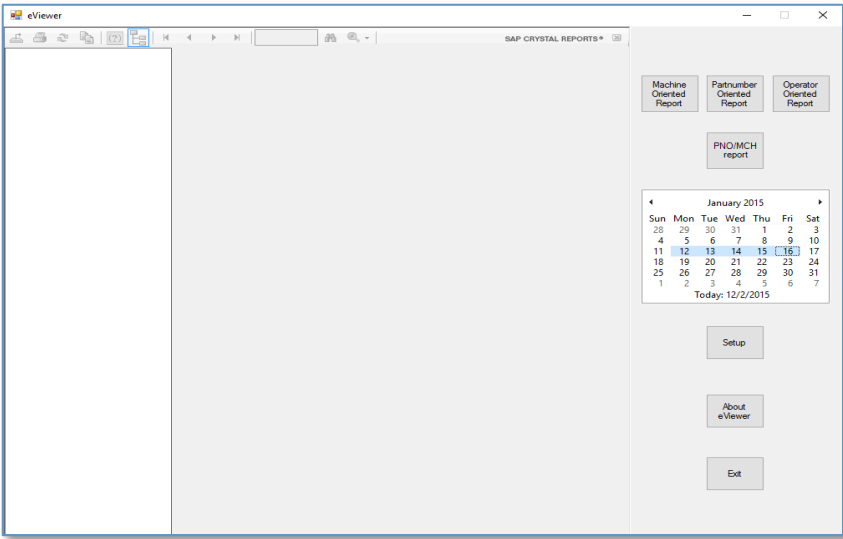 eViewer
SAP CRYSTAL REPORTS®
Machine
Oriented
Report
Partnumber
Oriented
Report
Operator
Oriented
Report
PNO/MCH
report
January 2015
Sun Mon Tue Wed Thu Fri Sat
28 29 30 31 1 2 3
4 5 6 7 8 9 10
11 12 13 14 15 16 17
18 19 20 21 22 23 24
25 26 27 28 29 30 31
1 2 3 4 5 6 7
Today: 12/2/2015
Setup
About
eViewer
Exit